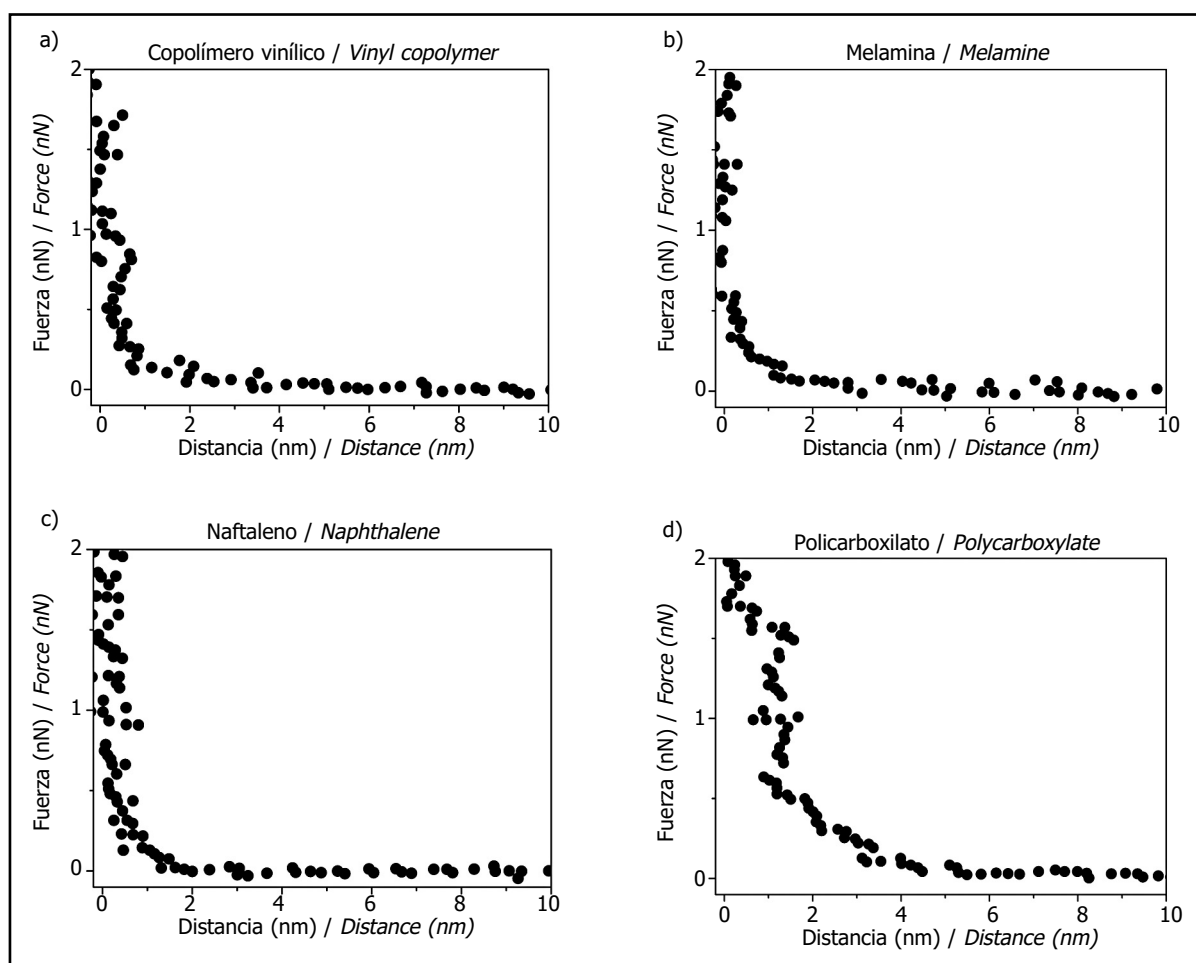 a)
Copolímero vinílico / Vinyl copolymer
2
1
0
Fuerza (nN) / Force (nN)
0 2 4 6 8 10
Distancia (nm) / Distance (nm)
b)
Melamina / Melamine
2
1
0
Fuerza (nN) / Force (nN)
0 2 4 6 8 10
Distancia (nm) / Distance (nm)
c)
Naftaleno / Naphthalene
2
1
0
Fuerza (nN) / Force (nN)
0 2 4 6 8 10
Distancia (nm) / Distance (nm)
d)
Policarboxilato / Polycarboxylate
2
1
0
Fuerza (nN) / Force (nN)
0 2 4 6 8 10
Distancia (nm) / Distance (nm)